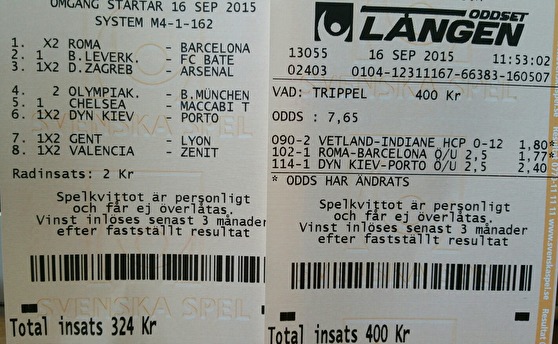 OMGANG STARTAR 16 SEP 2015
SYSTEM M4-1-162
1. X2 ROMA - BARCELONA
2. 1 B.LEVERK. - FC BATE
3. 1X2 D.ZAGREB - ARSENAL
4. 2 OLYMPIAK. - B.MÜNCHEN
5. 1 CHELSEA - MACCABI T
6. 1X2 DYN KIEV - PORTO
7. 1X2 GENT - LYON
8. 1X2 VALENCIA - ZENIT
Radinsats: 2 Kr
Spelkvittot är personligt
och får ej överlåtas.
Vinst inlöses senast 3 månader
efter fastställt resultat
SVENSKA SPEL
Total insats 324 Kr
ODDSET
LÅNGEN
13055 16 SEP 2015 11:53:02
02403 0104-12311167-66383-160507
VAD: TRIPPEL 400 Kr
ODDS : 7,65
090-2 VETLAND-INDIANE HCP 0-12 1,80*
102-1 ROMA-BARCELONA Ö/U 2,5 1,77*
114-1 DYN KIEV-PORTO Ö/U 2,5 2,40
* ODDS HAR ÄNDRATS
Spelkvittot är personligt
och får ej överlåtas.
Vinst inlöses senast 3 månader
efter fastställt resultat
Total insats 400 Kr